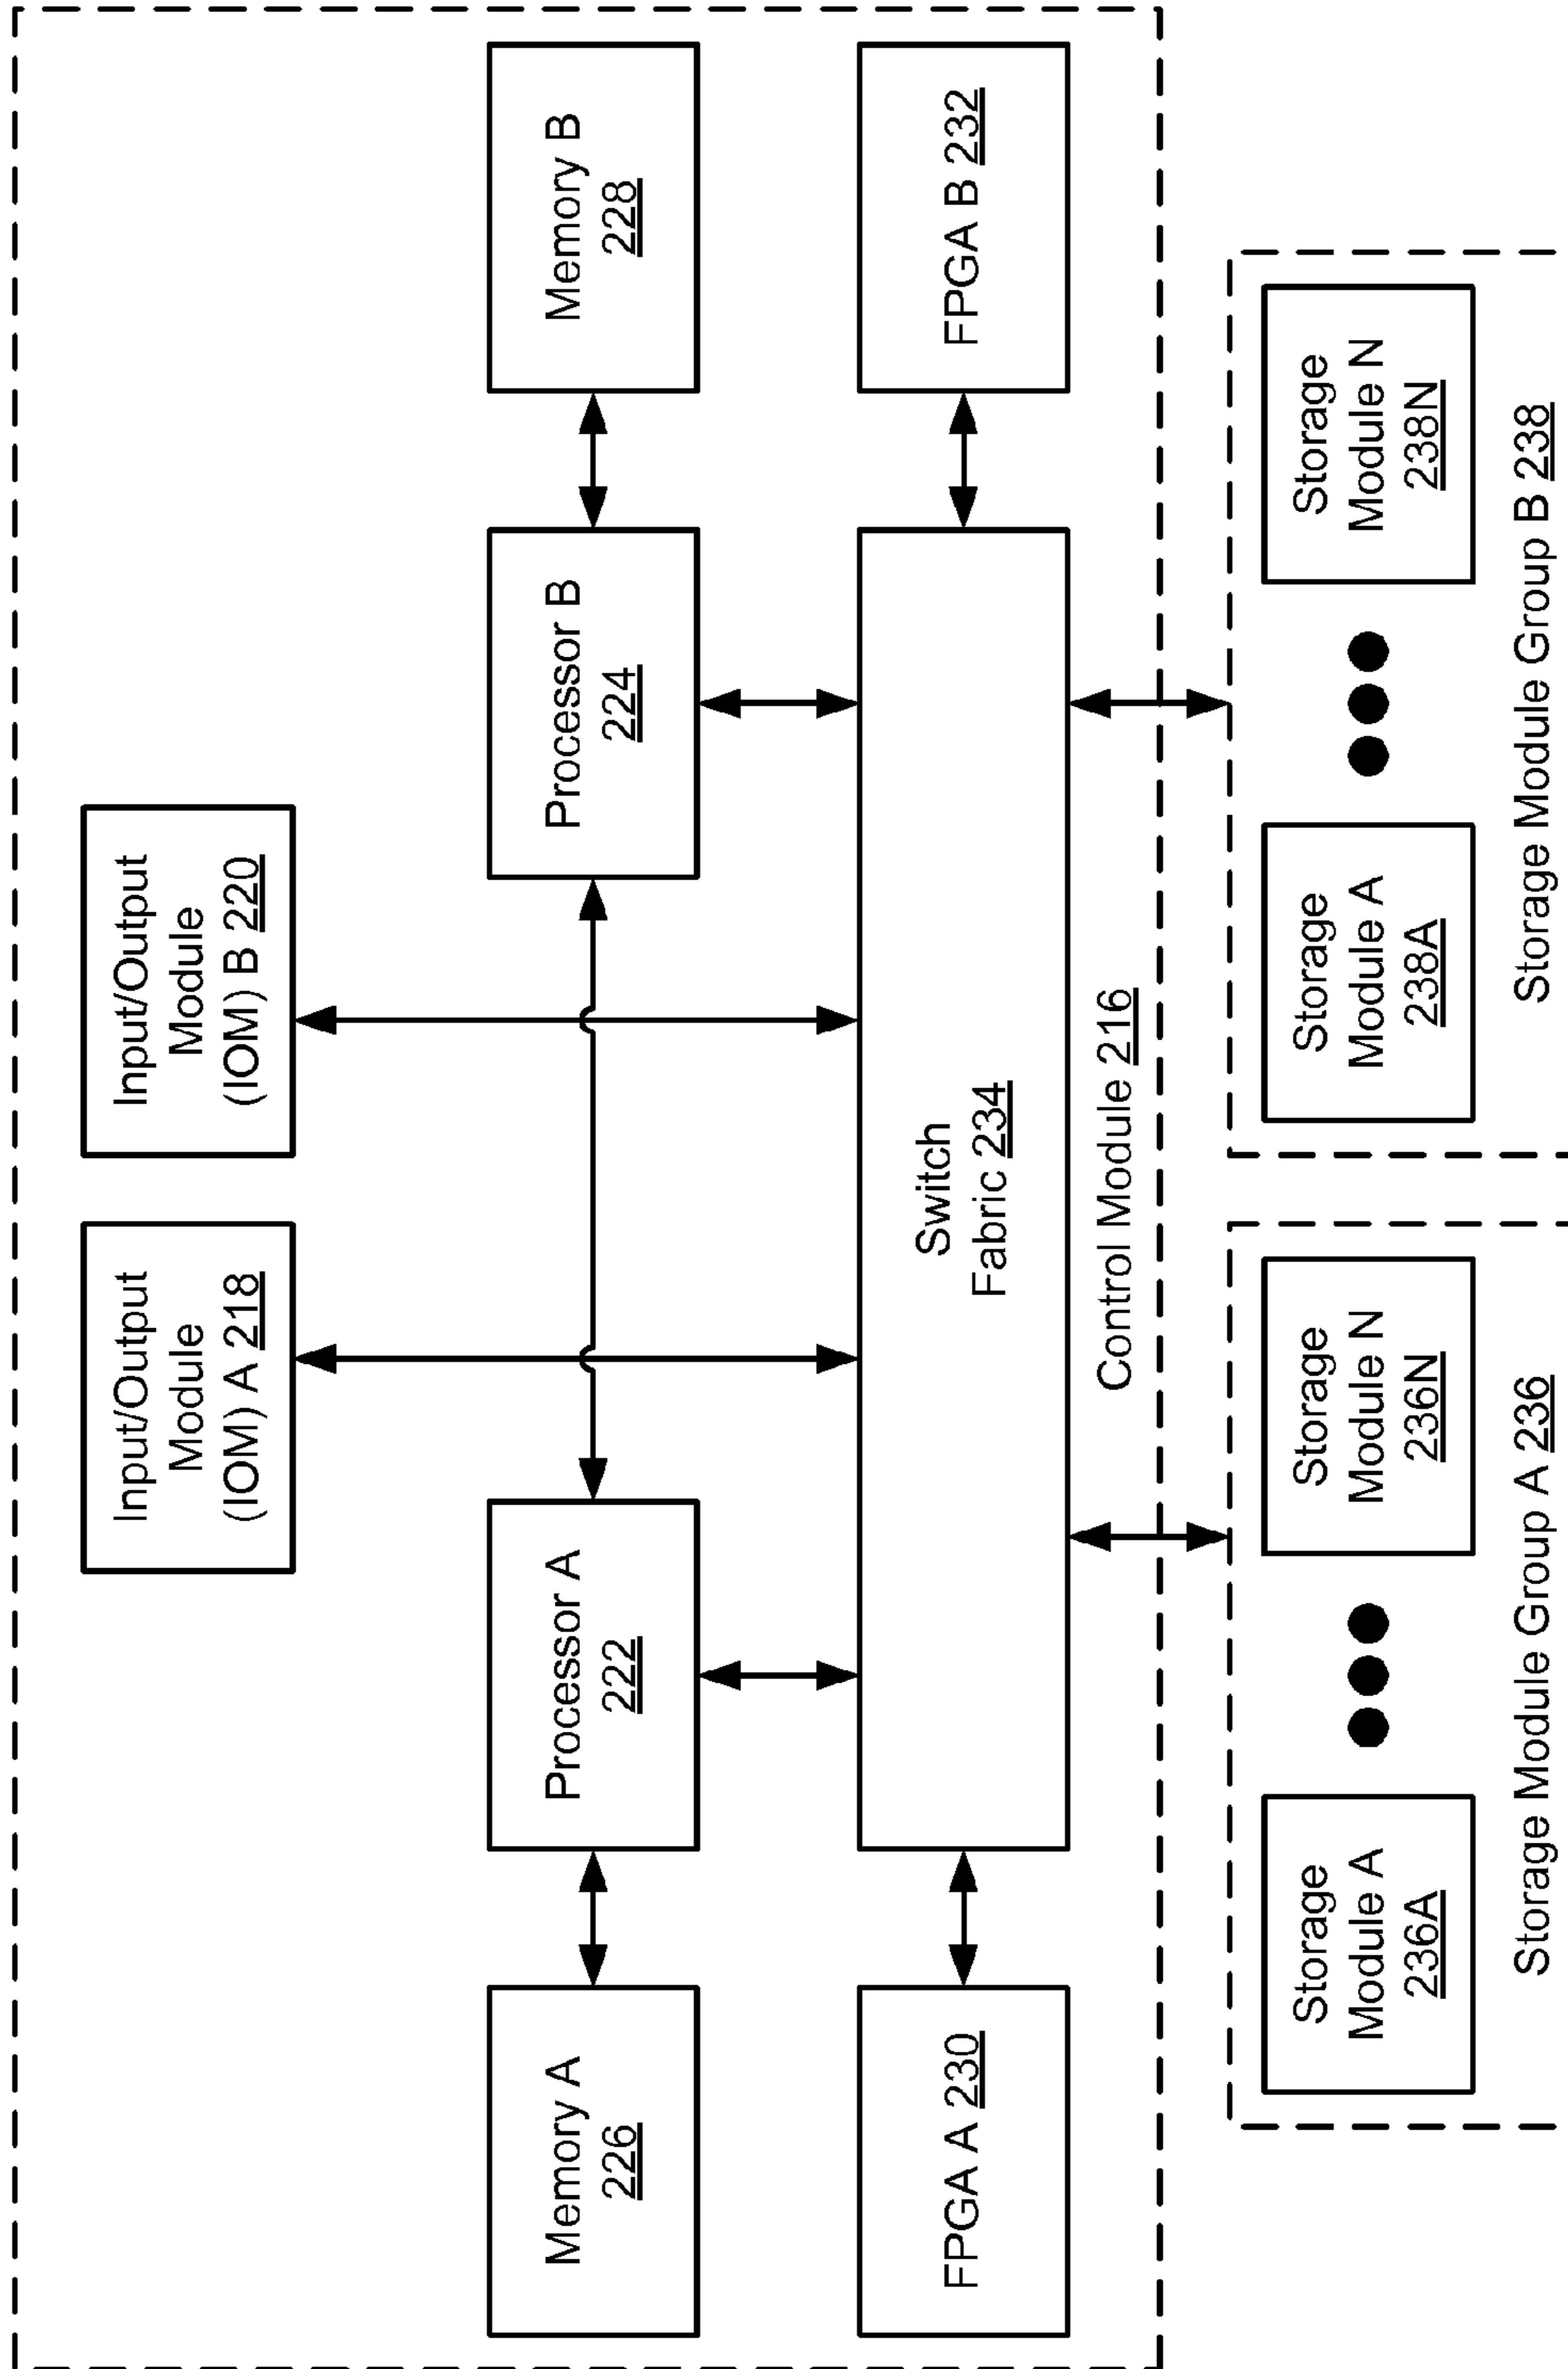 Input/Output
Module
(IOM) A 218
Input/Output
Module
(IOM) B 220
Memory A
226
Processor A
222
Processor B
224
Memory B
228
FPGA A 230
Switch
Fabric 234
FPGA B 232
Control Module 216
Storage
Module A
236A
Storage
Module N
236N
Storage
Module A
238A
Storage
Module N
238N
Storage Module Group A 236
Storage Module Group B 238